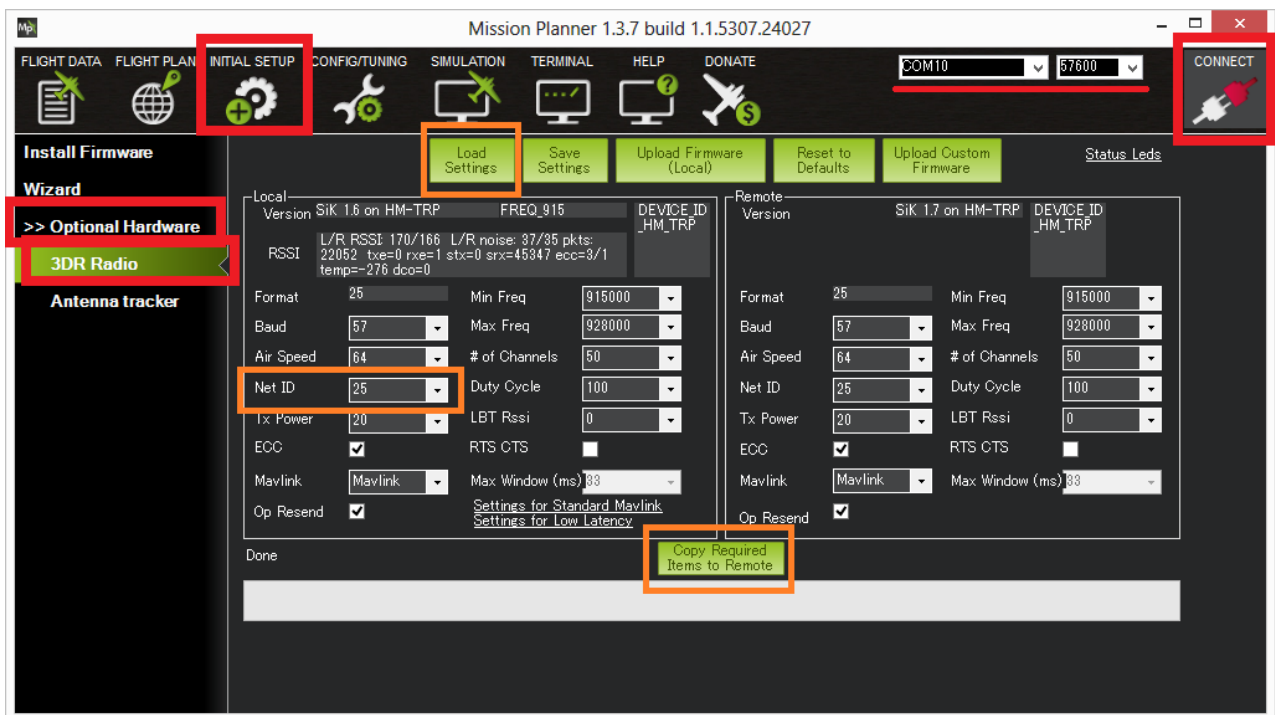 Mp
Mission Planner 1.3.7 build 1.1.5307.24027
FLIGHT DATA FLIGHT PLAN INITIAL SETUP CONFIG/TUNING SIMULATION TERMINAL HELP DONATE COM10 57600 CONNECT
Install Firmware
Wizard
>> Optional Hardware
3DR Radio
Antenna tracker
Load
Settings
Save
Settings
Upload Firmware
(Local)
Reset to
Defaults
Upload Custom
Firmware
Status Leds
Local
Version SiK 1.6 on HM-TRP FREQ_915 DEVICE_ID
_HM_TRP
RSSI
L/R RSSI: 170/166 L/R noise: 37/35 pkts:
22052 txe=0 rxe=1 stx=0 srx=45347 ecc=3/1
temp=-276 dco=0
Format 25 Min Freq 915000
Baud 57 Max Freq 928000
Air Speed 64 # of Channels 50
Net ID 25 Duty Cycle 100
Tx Power 20 LBT Rssi 0
ECC RTS CTS
Mavlink Mavlink Max Window (ms) 33
Op Resend
Settings for Standard Mavlink
Settings for Low Latency
Remote
Version SiK 1.7 on HM-TRP DEVICE_ID
_HM_TRP
Format 25 Min Freq 915000
Baud 57 Max Freq 928000
Air Speed 64 # of Channels 50
Net ID 25 Duty Cycle 100
Tx Power 20 LBT Rssi 0
ECC RTS CTS
Mavlink Mavlink Max Window (ms) 33
Op Resend
Done
Copy Required
Items to Remote